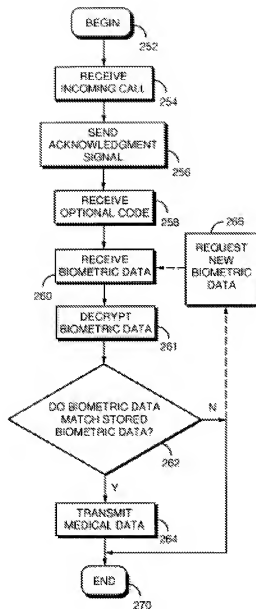 BEGIN
252
RECEIVE
INCOMING CALL
254
SEND
ACKNOWLEDGMENT
SIGNAL
256
RECEIVE
OPTIONAL CODE
258
266
REQUEST
NEW
BIOMETRIC
DATA
RECEIVE
BIOMETRIC DATA
260
DECRYPT
BIOMETRIC DATA
261
DO BIOMETRIC DATA
MATCH STORED
BIOMETRIC DATA?
N
262
Y
TRANSMIT
MEDICAL DATA
264
END
270